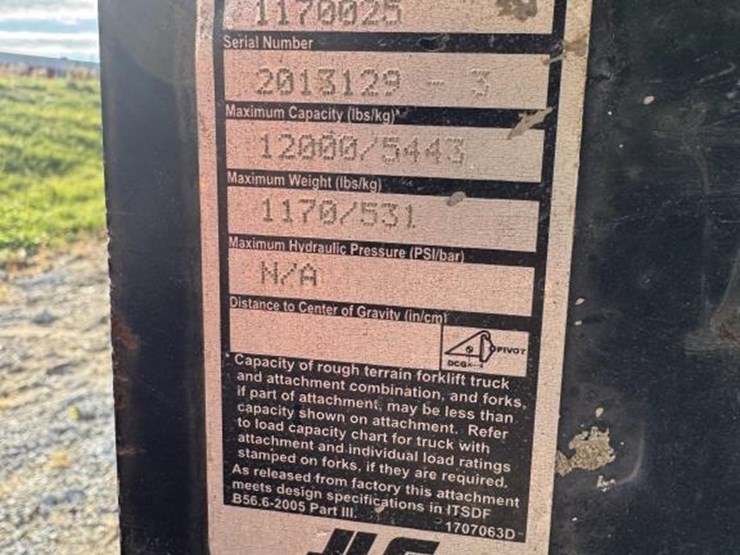 1170025
Serial Number
2013129 - 3
Maximum Capacity (lbs/kg)*
12000/5443
Maximum Weight (lbs/kg)
1170/531
Maximum Hydraulic Pressure (PSI/bar)
N/A
Distance to Center of Gravity (in/cm)
PIVOT
DCG
* Capacity of rough terrain forklift truck
and attachment combination, and forks,
if part of attachment, may be less than
capacity shown on attachment. Refer
to load capacity chart for truck with
attachment and individual load ratings
stamped on forks, if they are required.
As released from factory this attachment
meets design specifications in ITSDF
B56.6-2005 Part III.
1707063D
JLG